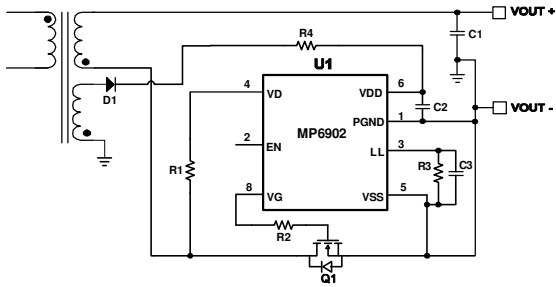 VOUT +
R4
C1
U1
D1
4 VD
VDD 6
VOUT -
C2
PGND 1
MP6902
2 EN
LL 3
R1
R3
C3
8 VG
VSS 5
R2
Q1